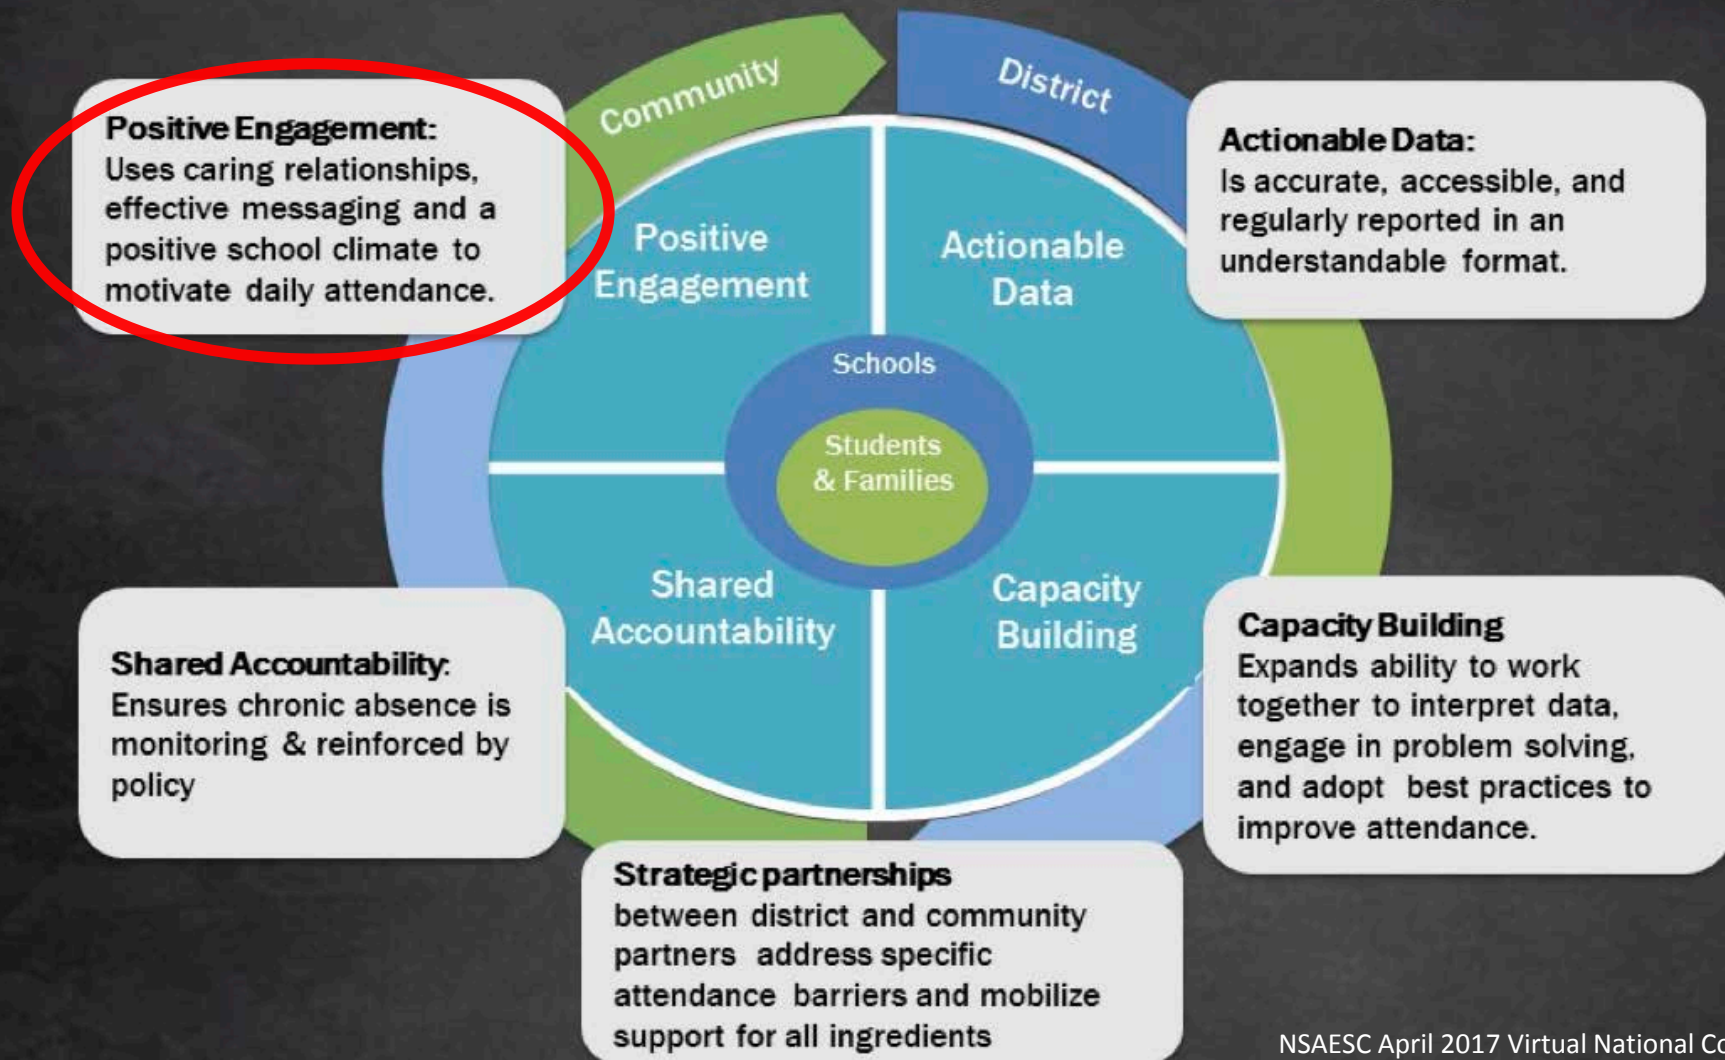 Community
District
Positive Engagement:
Uses caring relationships,
effective messaging and a
positive school climate to
motivate daily attendance.
Actionable Data:
Is accurate, accessible, and
regularly reported in an
understandable format.
Positive
Engagement
Actionable
Data
Schools
Students
& Families
Shared
Accountability
Capacity
Building
Shared Accountability:
Ensures chronic absence is
monitoring & reinforced by
policy
Capacity Building
Expands ability to work
together to interpret data,
engage in problem solving,
and adopt best practices to
improve attendance.
Strategic partnerships
between district and community
partners address specific
attendance barriers and mobilize
support for all ingredients
NSAESC April 2017 Virtual National